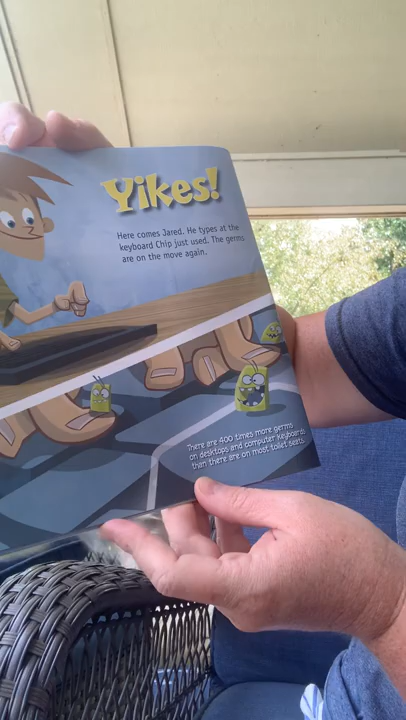 Yikes!
Here comes Jared. He types at the
keyboard Chip just used. The germs
are on the move again.
There are 400 times more germs
on desktops and computer keyboards
than there are on most toilet seats.